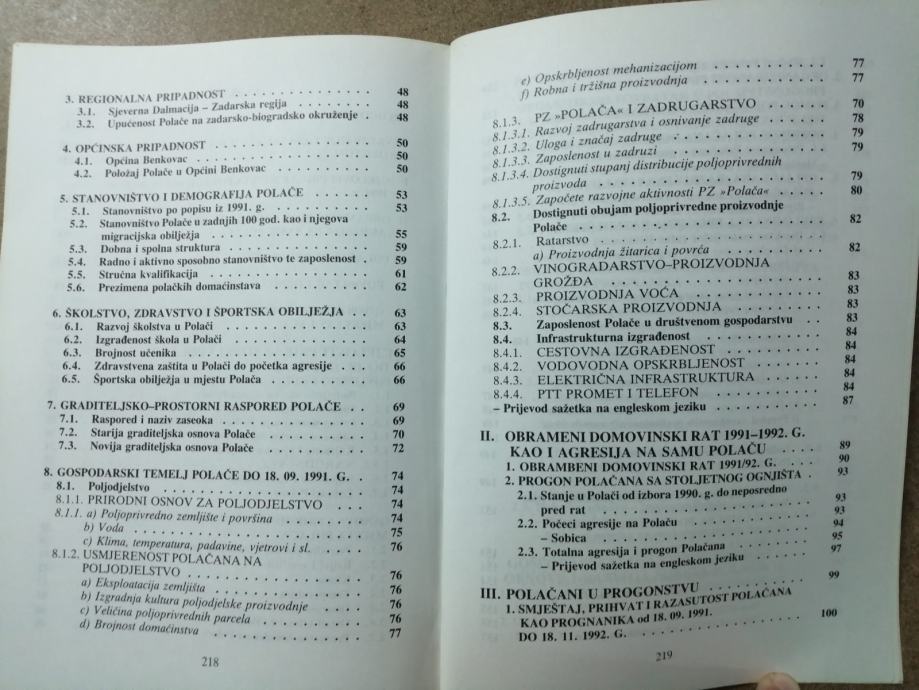 3. REGIONALNA PRIPADNOST . . . . . . . . . . . . . . . . . . . 48
3.1. Sjeverna Dalmacija – Zadarska regija . . . . . . . . . . . 48
3.2. Upućenost Polače na zadarsko-biogradsko okruženje . 48
4. OPĆINSKA PRIPADNOST . . . . . . . . . . . . . . . . . . . . . 50
4.1. Općina Benkovac . . . . . . . . . . . . . . . . . . . . . . . 50
4.2. Položaj Polače u Općini Benkovac . . . . . . . . . . . . 50
5. STANOVNIŠTVO I DEMOGRAFIJA POLAČE . . . . . . . . . 53
5.1. Stanovništvo po popisu iz 1991. g. . . . . . . . . . . . . 53
5.2. Stanovništvo Polače u zadnjih 100 god. kao i njegova
migracijska obilježja . . . . . . . . . . . . . . . . . . . . . 55
5.3. Dobna i spolna struktura . . . . . . . . . . . . . . . . . . 59
5.4. Radno i aktivno sposobno stanovništvo te zaposlenost . 59
5.5. Stručna kvalifikacija . . . . . . . . . . . . . . . . . . . . . 61
5.6. Prezimena polačkih domaćinstava . . . . . . . . . . . . 62
6. ŠKOLSTVO, ZDRAVSTVO I ŠPORTSKA OBILJEŽJA . . . . 63
6.1. Razvoj školstva u Polači . . . . . . . . . . . . . . . . . . 63
6.2. Izgrađenost škola u Polači . . . . . . . . . . . . . . . . . 64
6.3. Brojnost učenika . . . . . . . . . . . . . . . . . . . . . . . 65
6.4. Zdravstvena zaštita u Polači do početka agresije . . . . 66
6.5. Športska obilježja u mjestu Polača . . . . . . . . . . . . 66
7. GRADITELJSKO–PROSTORNI RASPORED POLAČE . . . . 69
7.1. Raspored i naziv zaseoka . . . . . . . . . . . . . . . . . 69
7.2. Starija graditeljska osnova Polače . . . . . . . . . . . . 70
7.3. Novija graditeljska osnova Polače . . . . . . . . . . . . 72
8. GOSPODARSKI TEMELJ POLAČE DO 18. 09. 1991. G. . . 74
8.1. Poljodjelstvo . . . . . . . . . . . . . . . . . . . . . . . . . 74
8.1.1. PRIRODNI OSNOV ZA POLJODJELSTVO . . . . . . . . 74
8.1.1. a) Poljoprivredno zemljište i površina . . . . . . . . . . 74
b) Voda . . . . . . . . . . . . . . . . . . . . . . . . . . . . . 75
c) Klima, temperatura, padavine, vjetrovi i sl. . . . . . . 76
8.1.2. USMJERENOST POLAČANA NA
POLJODJELSTVO . . . . . . . . . . . . . . . . . . . . . . . 76
a) Eksploatacija zemljišta . . . . . . . . . . . . . . . . . . 76
b) Izgradnja kultura poljodjelske proizvodnje . . . . . . 76
c) Veličina poljoprivrednih parcela . . . . . . . . . . . . . 76
d) Brojnost domaćinstva . . . . . . . . . . . . . . . . . . . 77
218
e) Opskrbljenost mehanizacijom . . . . . . . . . . . . . . 77
f) Robna i tržišna proizvodnja . . . . . . . . . . . . . . . 77
8.1.3. PZ »POLAČA« I ZADRUGARSTVO . . . . . . . . . . 70
8.1.3.1. Razvoj zadrugarstva i osnivanje zadruge . . . . . . . 78
8.1.3.2. Uloga i značaj zadruge . . . . . . . . . . . . . . . . . 79
8.1.3.3. Zaposlenost u zadruzi . . . . . . . . . . . . . . . . . . 79
8.1.3.4. Dostignuti stupanj distribucije poljoprivrednih
proizvoda . . . . . . . . . . . . . . . . . . . . . . . . . . 79
8.1.3.5. Započete razvojne aktivnosti PZ »Polača« . . . . . . 80
8.2. Dostignuti obujam poljoprivredne proizvodnje
Polače . . . . . . . . . . . . . . . . . . . . . . . . . . . . 82
8.2.1. Ratarstvo . . . . . . . . . . . . . . . . . . . . . . . . . .
a) Proizvodnja žitarica i povrća . . . . . . . . . . . . . . 82
8.2.2. VINOGRADARSTVO–PROIZVODNJA
GROŽĐA . . . . . . . . . . . . . . . . . . . . . . . . . . . 83
8.2.3. PROIZVODNJA VOĆA . . . . . . . . . . . . . . . . . 83
8.2.4. STOČARSKA PROIZVODNJA . . . . . . . . . . . . . 83
8.3. Zaposlenost Polače u društvenom gospodarstvu . . 83
8.4. Infrastrukturna izgrađenost . . . . . . . . . . . . . . . 84
8.4.1. CESTOVNA IZGRAĐENOST . . . . . . . . . . . . . 84
8.4.2. VODOVODNA OPSKRBLJENOST . . . . . . . . . . 84
8.4.3. ELEKTRIČNA INFRASTRUKTURA . . . . . . . . . 84
8.4.4. PTT PROMET I TELEFON . . . . . . . . . . . . . . . 84
– Prijevod sažetka na engleskom jeziku . . . . . . . . . . . . 87
II. OBRAMENI DOMOVINSKI RAT 1991–1992. G.
KAO I AGRESIJA NA SAMU POLAČU . . . . . . . . . 89
1. OBRAMBENI DOMOVINSKI RAT 1991/92. G. . . . . . 90
2. PROGON POLAČANA SA STOLJETNOG OGNJIŠTA . 93
2.1. Stanje u Polači od izbora 1990. g. do neposredno
pred rat . . . . . . . . . . . . . . . . . . . . . . . . . . . . 93
2.2. Počeci agresije na Polaču . . . . . . . . . . . . . . . . 93
– Sobica . . . . . . . . . . . . . . . . . . . . . . . . . . . . 94
2.3. Totalna agresija i progon Polačana . . . . . . . . . . 95
– Prijevod sažetka na engleskom jeziku . . . . . . . . . 97
III. POLAČANI U PROGONSTVU . . . . . . . . . . . . . . 99
1. SMJEŠTAJ, PRIHVAT I RAZASUTOST POLAČANA
KAO PROGNANIKA od 18. 09. 1991.
DO 18. 11. 1992. G. . . . . . . . . . . . . . . . . . . . . . 100
219